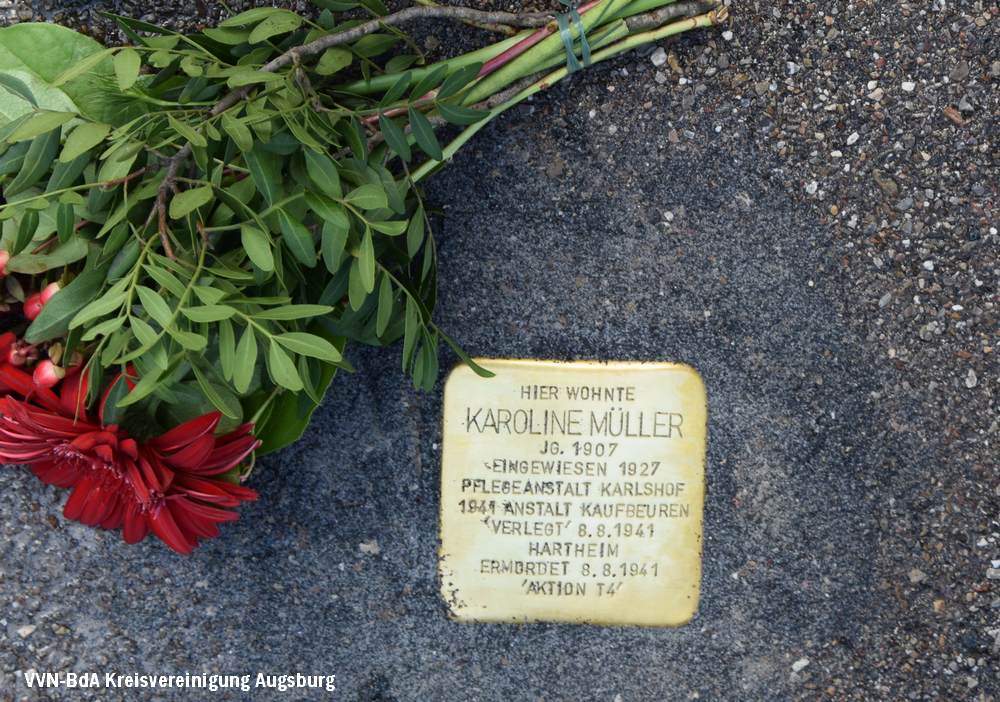 HIER WOHNTE
KAROLINE MÜLLER
JG. 1907
EINGEWIESEN 1927
PFLEGEANSTALT KARLSHOF
1941 ANSTALT KAUFBEUREN
'VERLEGT' 8.8.1941
HARTHEIM
ERMORDET 8.8.1941
'AKTION T4'
VVN-BdA Kreisvereinigung Augsburg